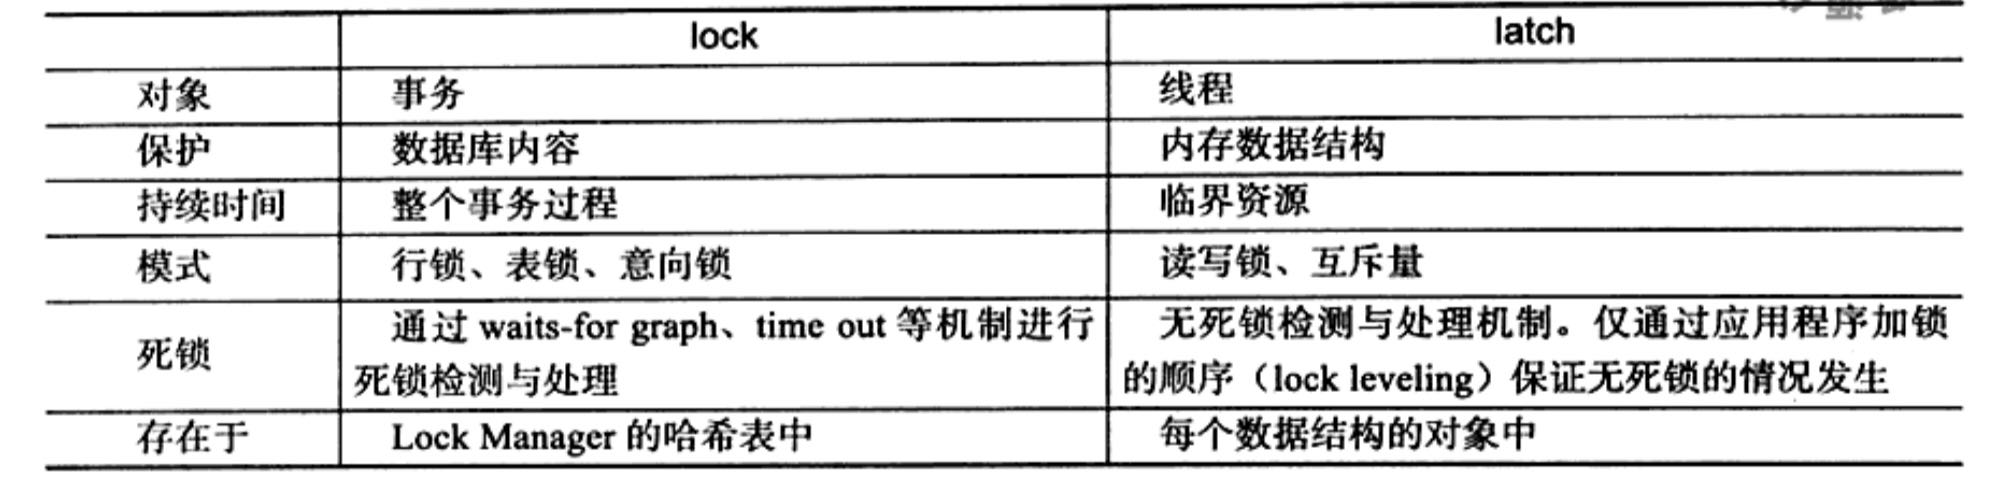 lock latch
对象 事务 线程
保护 数据库内容 内存数据结构
持续时间 整个事务过程 临界资源
模式 行锁、表锁、意向锁 读写锁、互斥量
死锁 通过 waits-for graph、time out 等机制进行死锁检测与处理 无死锁检测与处理机制。仅通过应用程序加锁的顺序（lock leveling）保证无死锁的情况发生
存在于 Lock Manager 的哈希表中 每个数据结构的对象中